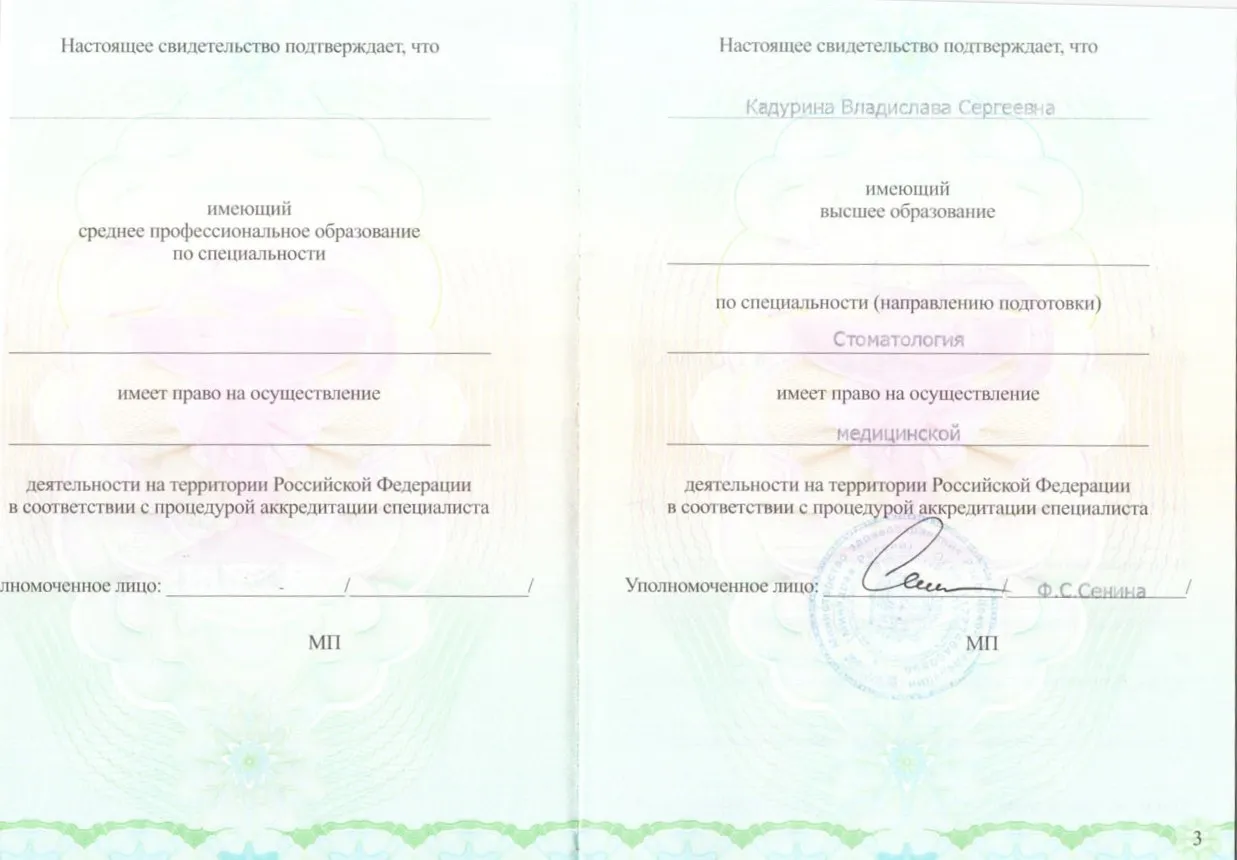 Настоящее свидетельство подтверждает, что
имеющий
среднее профессиональное образование
по специальности
имеет право на осуществление
деятельности на территории Российской Федерации
в соответствии с процедурой аккредитации специалиста
лномоченное лицо: - / /
МП
Настоящее свидетельство подтверждает, что
Кадурина Владислава Сергеевна
имеющий
высшее образование
по специальности (направлению подготовки)
Стоматология
имеет право на осуществление
медицинской
деятельности на территории Российской Федерации
в соответствии с процедурой аккредитации специалиста
Уполномоченное лицо: / Ф.С.Сенина /
МП
3